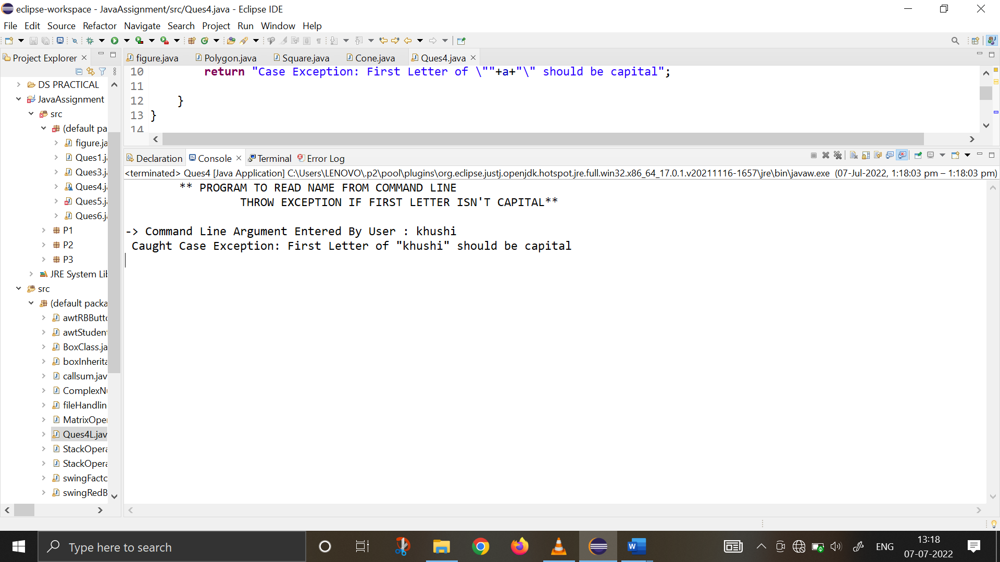 eclipse-workspace - JavaAssignment/src/Ques4.java - Eclipse IDE
File Edit Source Refactor Navigate Search Project Run Window Help
Project Explorer
figure.java Polygon.java Square.java Cone.java Ques4.java
10 return "Case Exception: First Letter of \""+a+"\" should be capital";
11
12 }
13 }
14
DS PRACTICAL
JavaAssignment
src
(default pa
figure.ja
Ques1.j
Ques3.j
Ques4.j
Ques5.j
Ques6.j
P1
P2
P3
JRE System Lib
src
(default packa
awtRBButto
awtStudent
BoxClass.ja
boxInherita
callsum.jav
ComplexNu
fileHandlin
MatrixOper
Ques4L.jav
StackOpera
StackOpera
swingFacto
swingRedB
Declaration Console Terminal Error Log
<terminated> Ques4 [Java Application] C:\Users\LENOVO\.p2\pool\plugins\org.eclipse.justj.openjdk.hotspot.jre.full.win32.x86_64_17.0.1.v20211116-1657\jre\bin\javaw.exe (07-Jul-2022, 1:18:03 pm – 1:18:03 pm)
** PROGRAM TO READ NAME FROM COMMAND LINE
THROW EXCEPTION IF FIRST LETTER ISN'T CAPITAL**
-> Command Line Argument Entered By User : khushi
Caught Case Exception: First Letter of "khushi" should be capital
Type here to search
ENG
13:18
07-07-2022